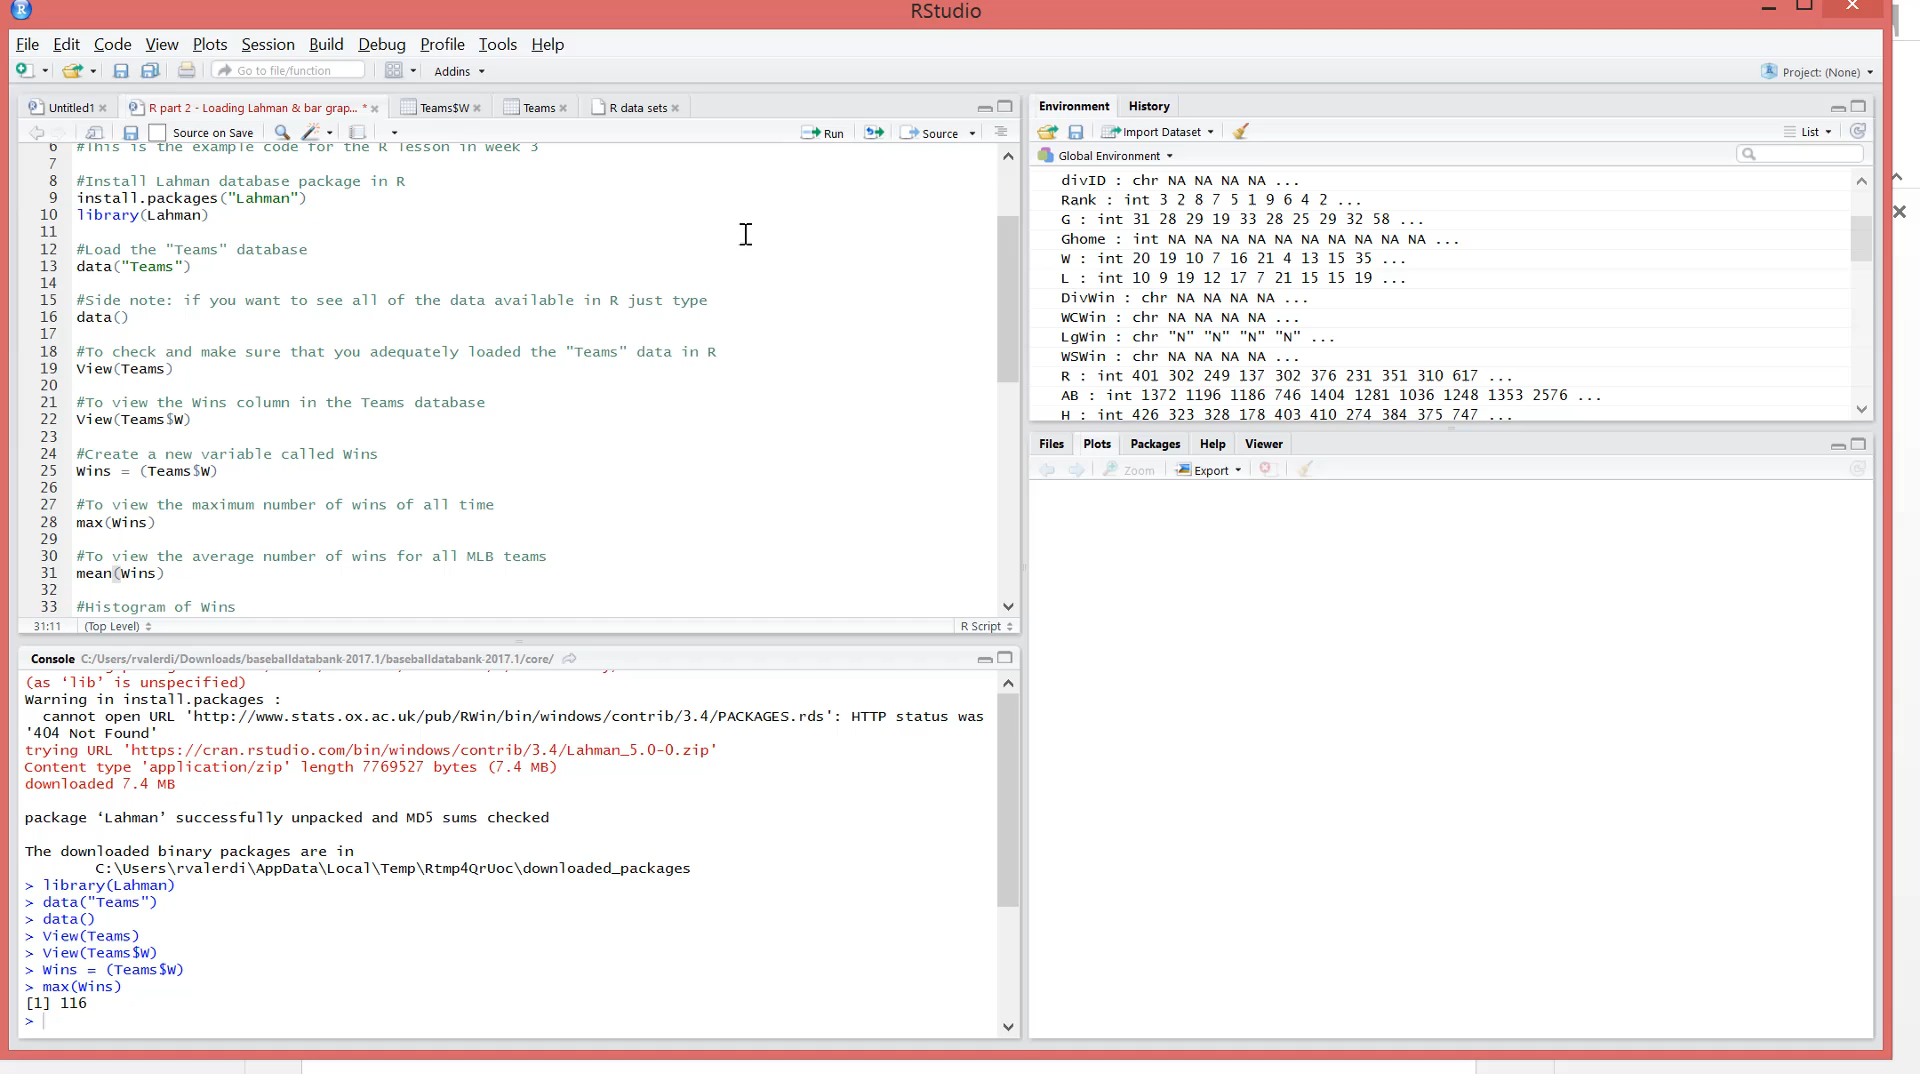 RStudio
File Edit Code View Plots Session Build Debug Profile Tools Help
Go to file/function Addins Project: (None)
Untitled1 R part 2 - Loading Lahman & bar grap... * Teams$W Teams R data sets
Source on Save Run Source
6 #This is the example code for the R lesson in week 3
7
8 #Install Lahman database package in R
9 install.packages("Lahman")
10 library(Lahman)
11
12 #Load the "Teams" database
13 data("Teams")
14
15 #Side note: if you want to see all of the data available in R just type
16 data()
17
18 #To check and make sure that you adequately loaded the "Teams" data in R
19 View(Teams)
20
21 #To view the Wins column in the Teams database
22 View(Teams$W)
23
24 #Create a new variable called Wins
25 Wins = (Teams$W)
26
27 #To view the maximum number of wins of all time
28 max(Wins)
29
30 #To view the average number of wins for all MLB teams
31 mean(Wins)
32
33 #Histogram of Wins
31:11 (Top Level) R Script
Console C:/Users/rvalerdi/Downloads/baseballdatabank-2017.1/baseballdatabank-2017.1/core/
(as ‘lib’ is unspecified)
Warning in install.packages :
cannot open URL 'http://www.stats.ox.ac.uk/pub/RWin/bin/windows/contrib/3.4/PACKAGES.rds': HTTP status was
'404 Not Found'
trying URL 'https://cran.rstudio.com/bin/windows/contrib/3.4/Lahman_5.0-0.zip'
Content type 'application/zip' length 7769527 bytes (7.4 MB)
downloaded 7.4 MB
package ‘Lahman’ successfully unpacked and MD5 sums checked
The downloaded binary packages are in
C:\Users\rvalerdi\AppData\Local\Temp\Rtmp4QrUoc\downloaded_packages
> library(Lahman)
> data("Teams")
> data()
> View(Teams)
> View(Teams$W)
> Wins = (Teams$W)
> max(Wins)
[1] 116
>
Environment History
Import Dataset List
Global Environment
divID : chr NA NA NA NA ...
Rank : int 3 2 8 7 5 1 9 6 4 2 ...
G : int 31 28 29 19 33 28 25 29 32 58 ...
Ghome : int NA NA NA NA NA NA NA NA NA NA ...
W : int 20 19 10 7 16 21 4 13 15 35 ...
L : int 10 9 19 12 17 7 21 15 15 19 ...
DivWin : chr NA NA NA NA ...
WCWin : chr NA NA NA NA ...
LgWin : chr "N" "N" "N" "N" ...
WSWin : chr NA NA NA NA ...
R : int 401 302 249 137 302 376 231 351 310 617 ...
AB : int 1372 1196 1186 746 1404 1281 1036 1248 1353 2576 ...
H : int 426 323 328 178 403 410 274 384 375 747 ...
Files Plots Packages Help Viewer
Zoom Export